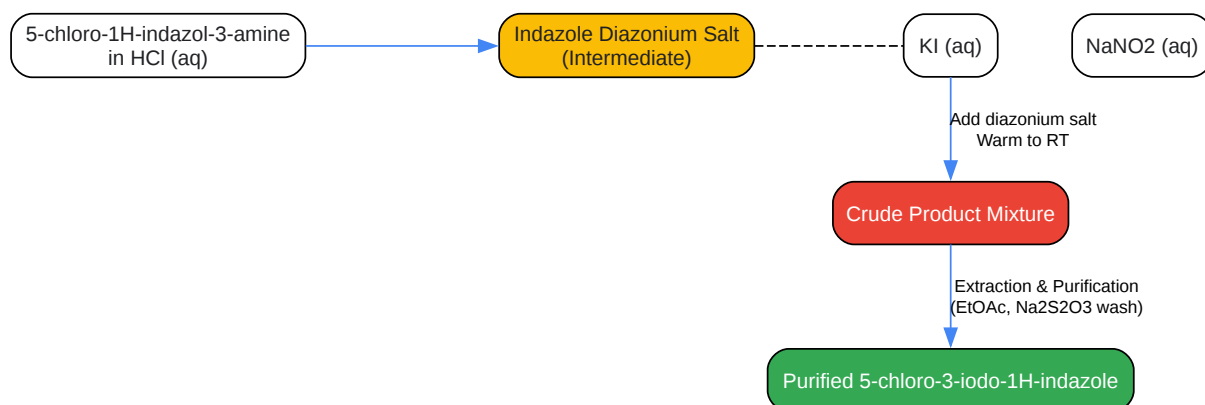 5-chloro-1H-indazol-3-amine
in HCl (aq)
Indazole Diazonium Salt
(Intermediate)
KI (aq)
NaNO2 (aq)
Add diazonium salt
Warm to RT
Crude Product Mixture
Extraction & Purification
(EtOAc, Na2S2O3 wash)
Purified 5-chloro-3-iodo-1H-indazole